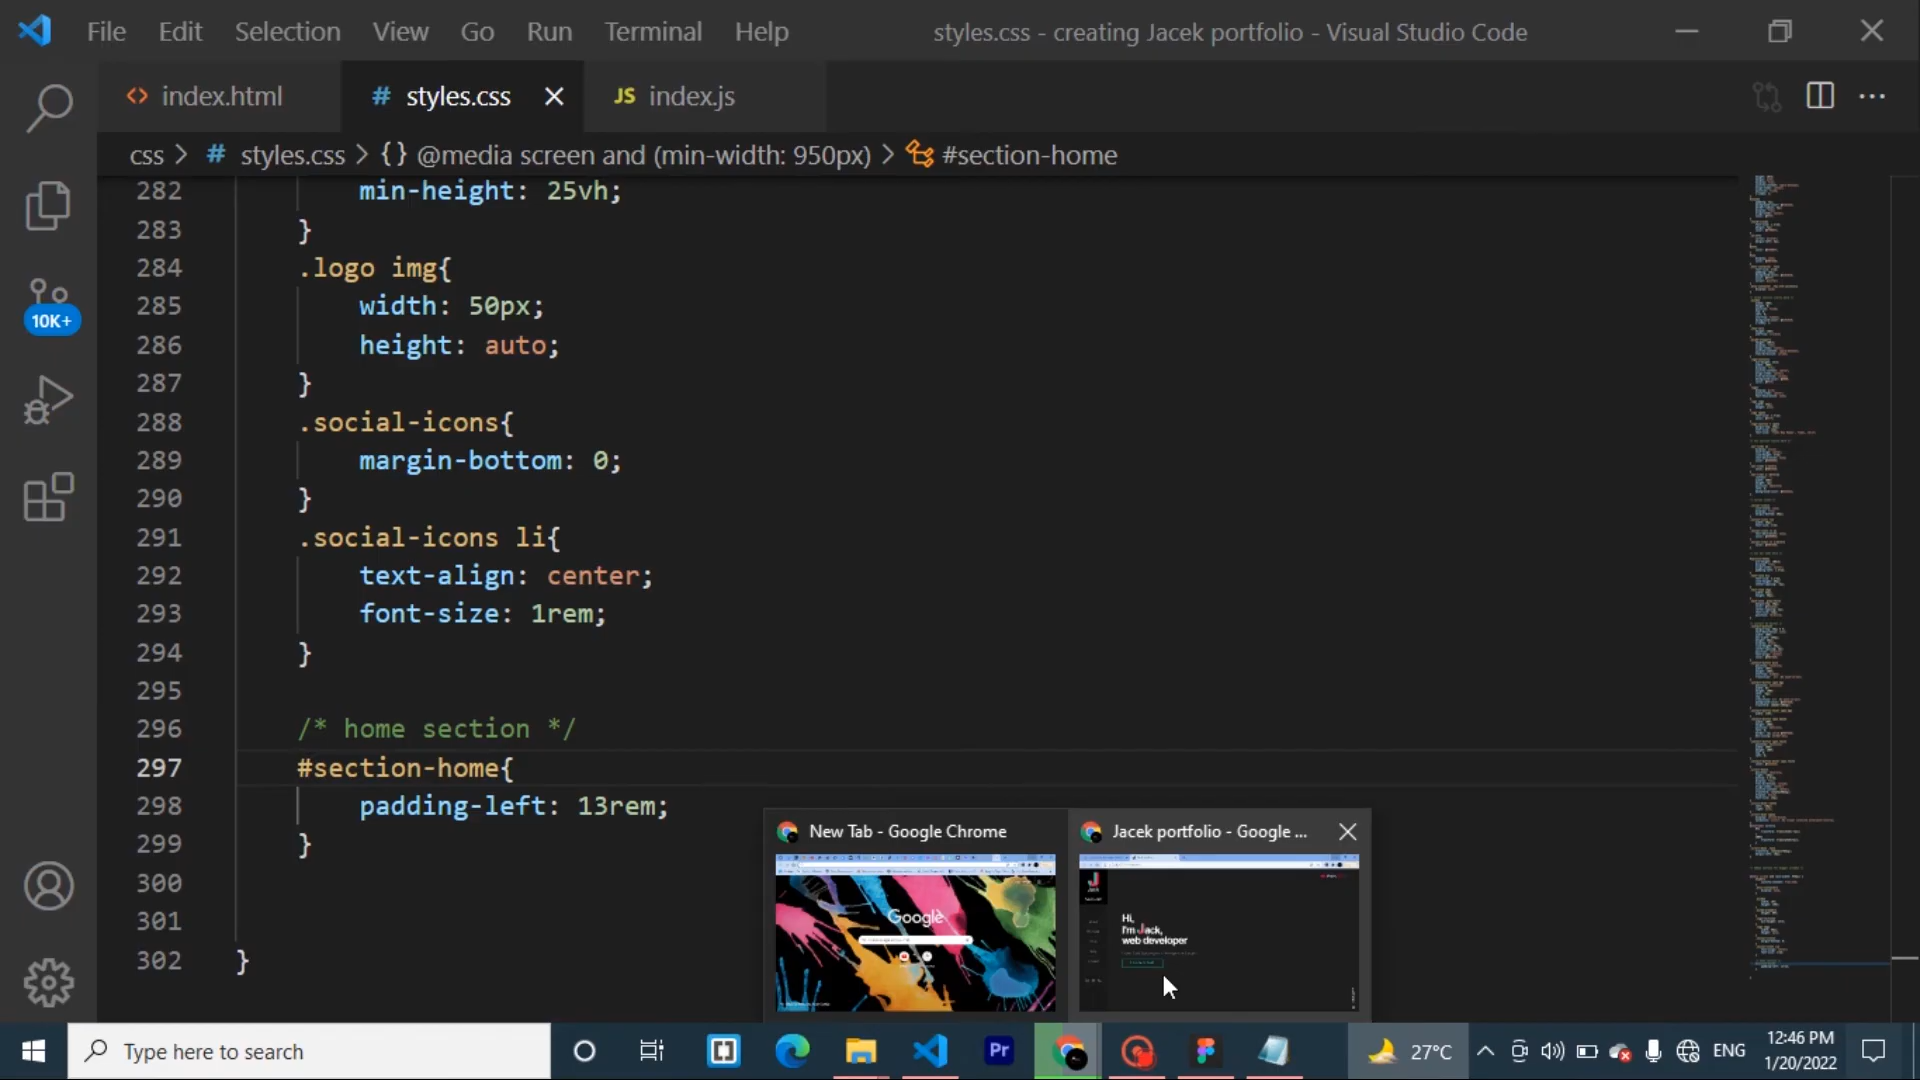 File Edit Selection View Go Run Terminal Help styles.css - creating Jacek portfolio - Visual Studio Code
<> index.html # styles.css JS index.js
css > # styles.css > {} @media screen and (min-width: 950px) > #section-home
282 min-height: 25vh;
283 }
284 .logo img{
285 width: 50px;
286 height: auto;
287 }
288 .social-icons{
289 margin-bottom: 0;
290 }
291 .social-icons li{
292 text-align: center;
293 font-size: 1rem;
294 }
295
296 /* home section */
297 #section-home{
298 padding-left: 13rem;
299 }
300
301
302 }
10K+
New Tab - Google Chrome Jacek portfolio - Google ...
Google
Hi,
I'm Jack,
web developer
Type here to search Pr 27°C ENG 12:46 PM
1/20/2022